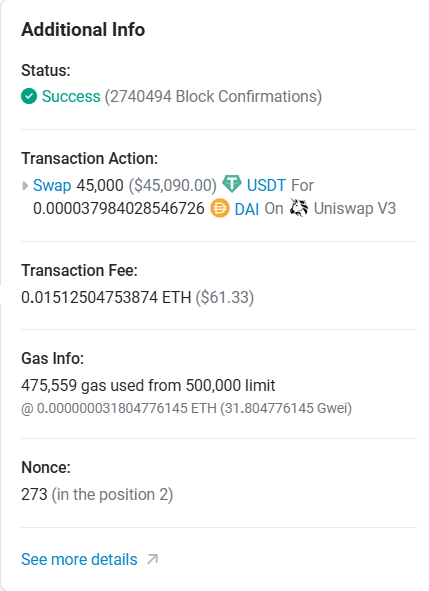 Additional Info
Status:
Success (2740494 Block Confirmations)
Transaction Action:
Swap 45,000 ($45,090.00) USDT For
0.000037984028546726 DAI On Uniswap V3
Transaction Fee:
0.01512504753874 ETH ($61.33)
Gas Info:
475,559 gas used from 500,000 limit
@ 0.000000031804776145 ETH (31.804776145 Gwei)
Nonce:
273 (in the position 2)
See more details